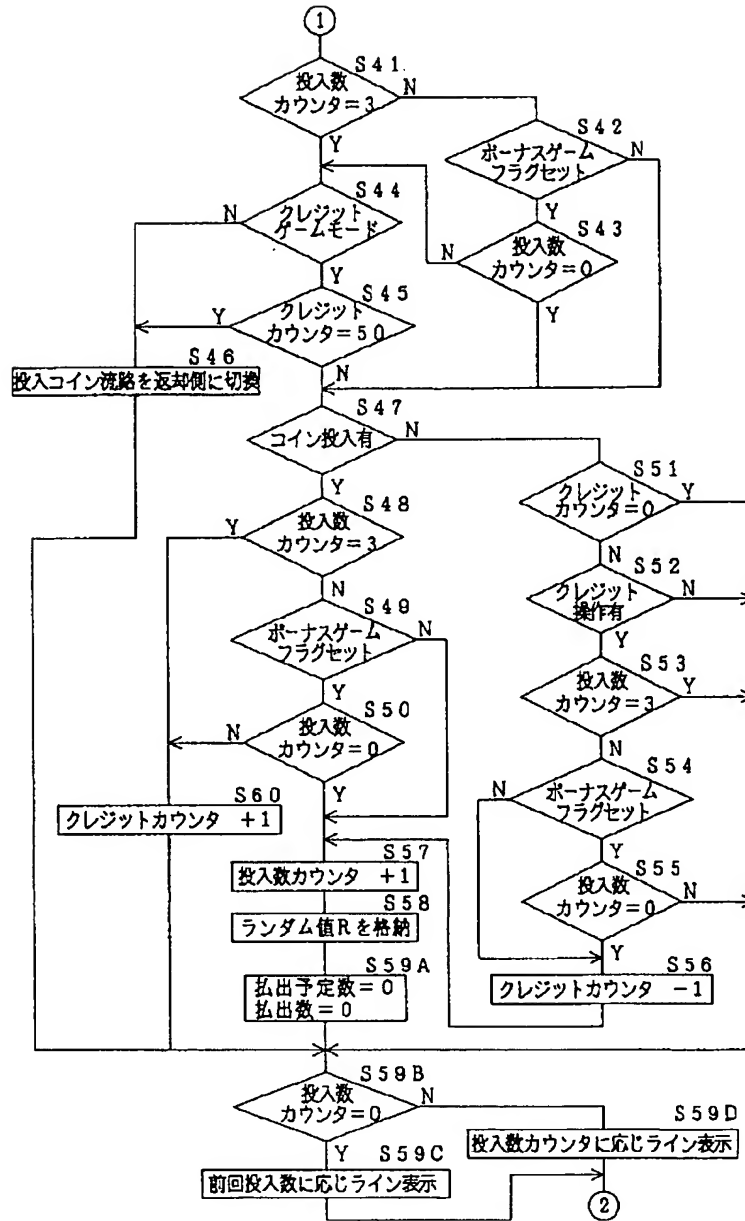 1
S41
投入数
カウンタ=3
N
Y
S42
ボーナスゲーム
フラグセット
N
Y
S43
投入数
カウンタ=0
N
Y
S44
クレジット
ゲームモード
N
Y
S45
クレジット
カウンタ=50
Y
N
S46
投入コイン流路を返却側に切換
S47
コイン投入有
N
Y
S48
投入数
カウンタ=3
Y
N
S49
ボーナスゲーム
フラグセット
N
Y
S50
投入数
カウンタ=0
N
Y
S60
クレジットカウンタ +1
S51
クレジット
カウンタ=0
Y
N
S52
クレジット
操作有
N
Y
S53
投入数
カウンタ=3
Y
N
S54
ボーナスゲーム
フラグセット
N
Y
S55
投入数
カウンタ=0
N
Y
S56
クレジットカウンタ -1
S57
投入数カウンタ +1
S58
ランダム値Rを格納
S59A
払出予定数=0
払出数=0
S59B
投入数
カウンタ=0
N
Y
S59C
前回投入数に応じライン表示
S59D
投入数カウンタに応じライン表示
2